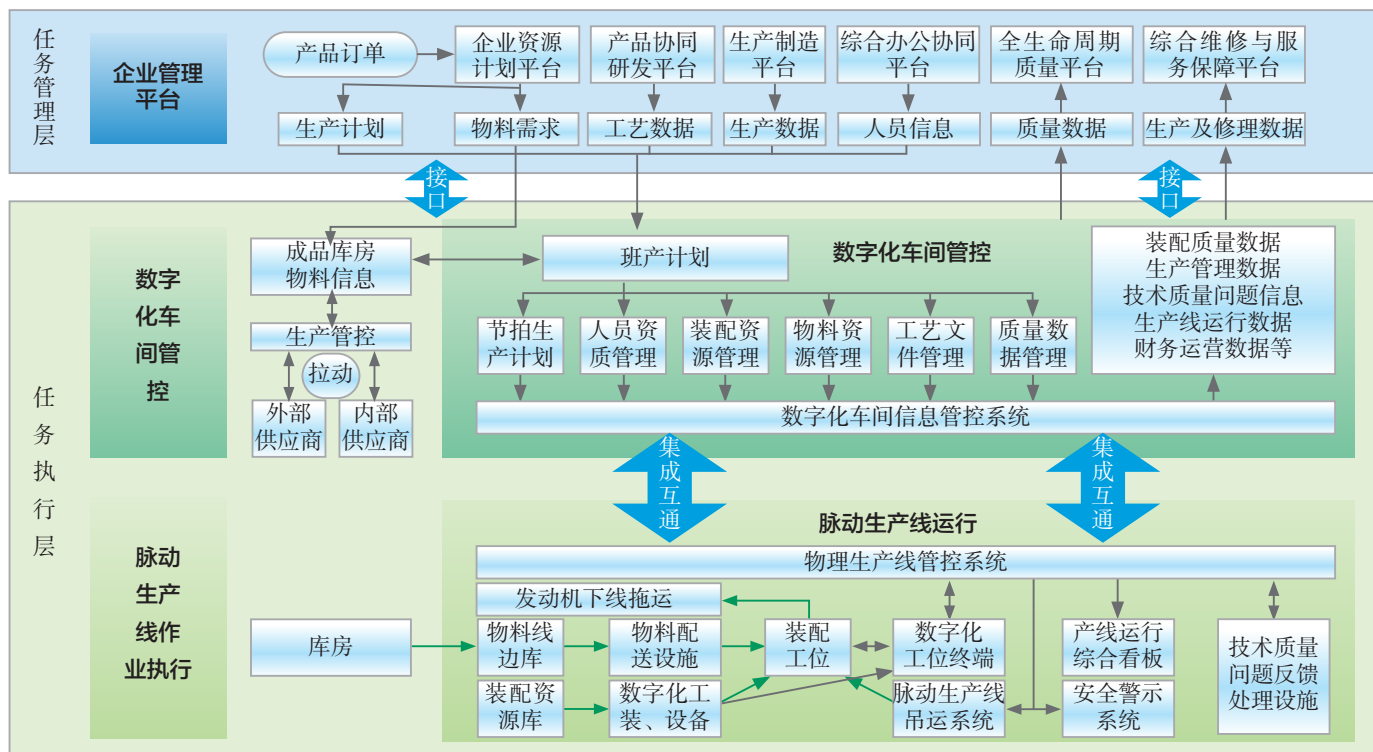 任务管理层
企业管理
平台
产品订单
企业资源
计划平台
产品协同
研发平台
生产制造
平台
综合办公协同
平台
全生命周期
质量平台
综合维修与服
务保障平台
生产计划
物料需求
工艺数据
生产数据
人员信息
质量数据
生产及修理数据
接口
接口
任务执行层
数字
化车
间管
控
成品库房
物料信息
生产管控
拉动
外部
供应商
内部
供应商
班产计划
数字化车间管控
节拍生
产计划
人员资
质管理
装配资
源管理
物料资
源管理
工艺文
件管理
质量数
据管理
装配质量数据
生产管理数据
技术质量问题信息
生产线运行数据
财务运营数据等
数字化车间信息管控系统
集成互通
集成互通
脉动
生产
线作
业执行
脉动生产线运行
物理生产线管控系统
发动机下线拖运
库房
物料线
边库
物料配
送设施
装配
工位
数字化
工位终端
产线运行
综合看板
技术质量
问题反馈
处理设施
装配资
源库
数字化工
装、设备
脉动生产线
吊运系统
安全警示
系统